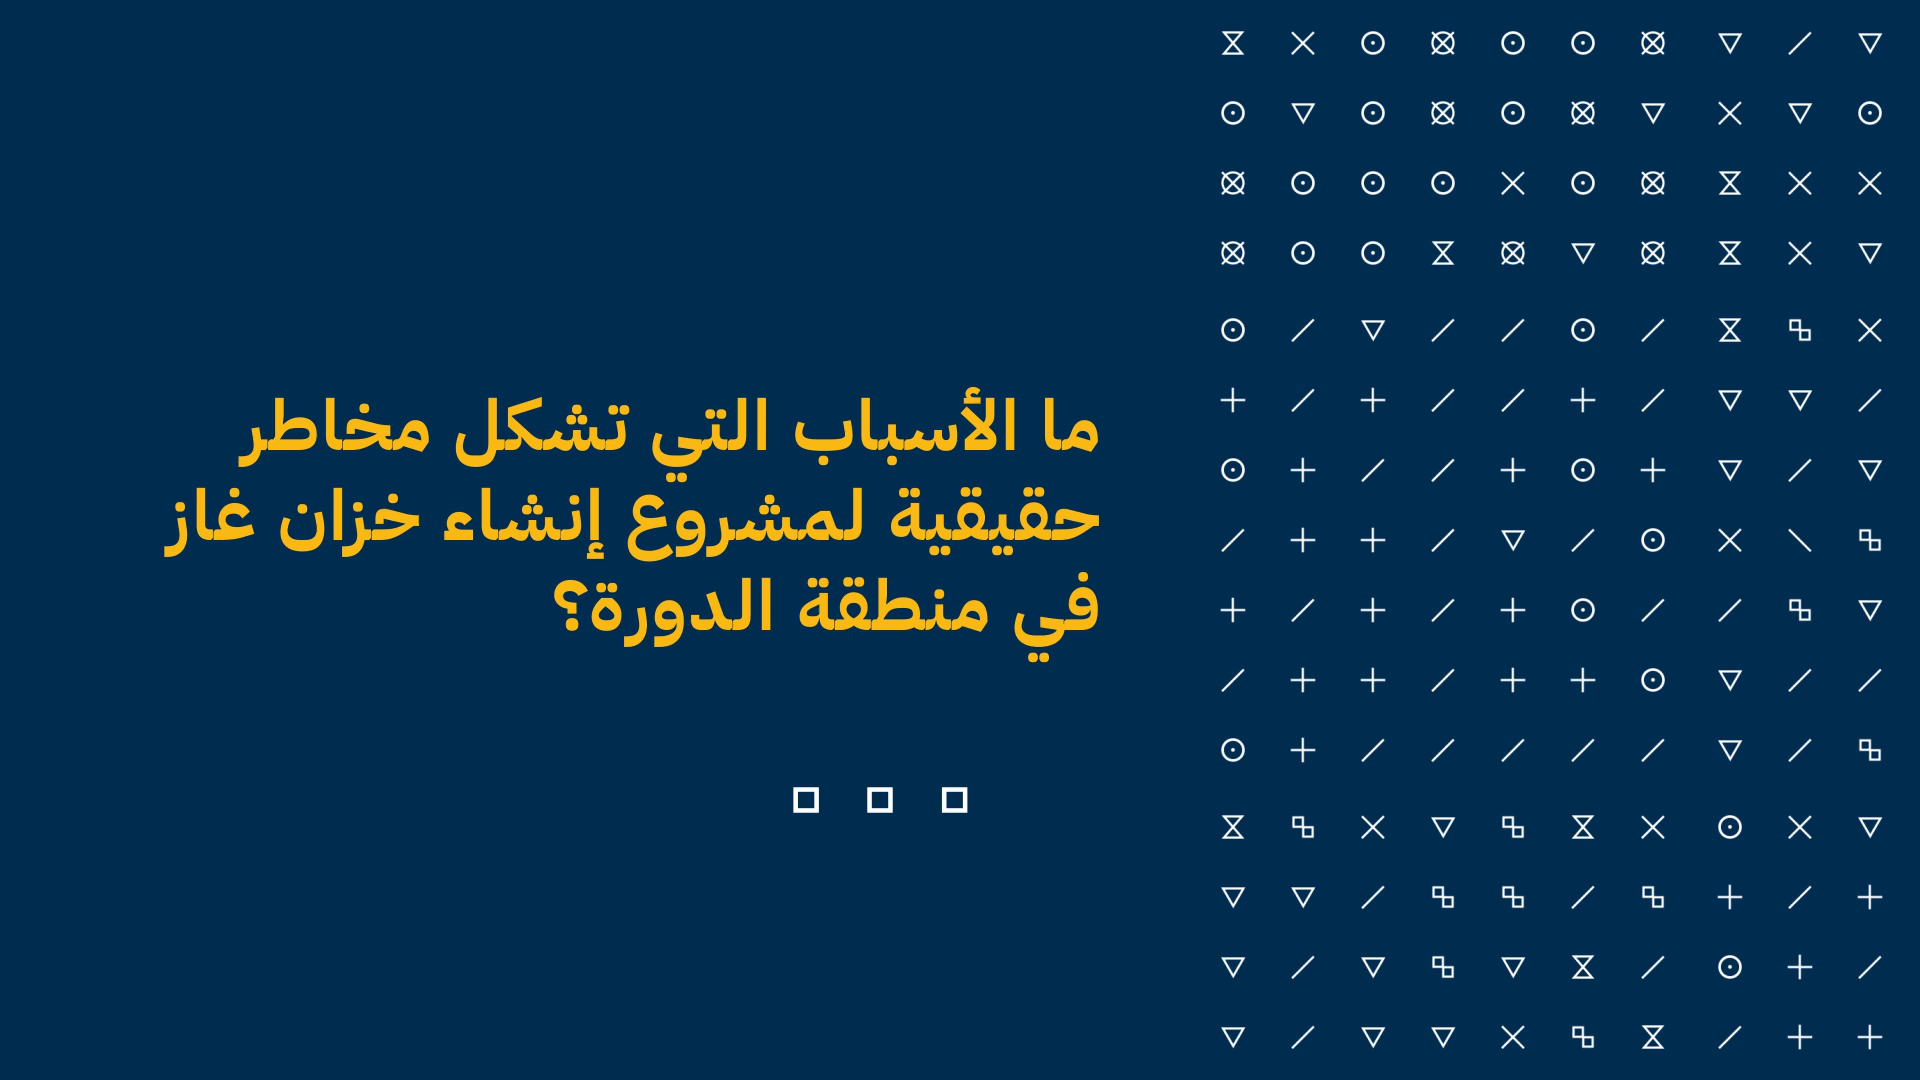 ما الأسباب التي تشكل مخاطر
حقيقية لمشروع إنشاء خزان غاز
في منطقة الدورة؟